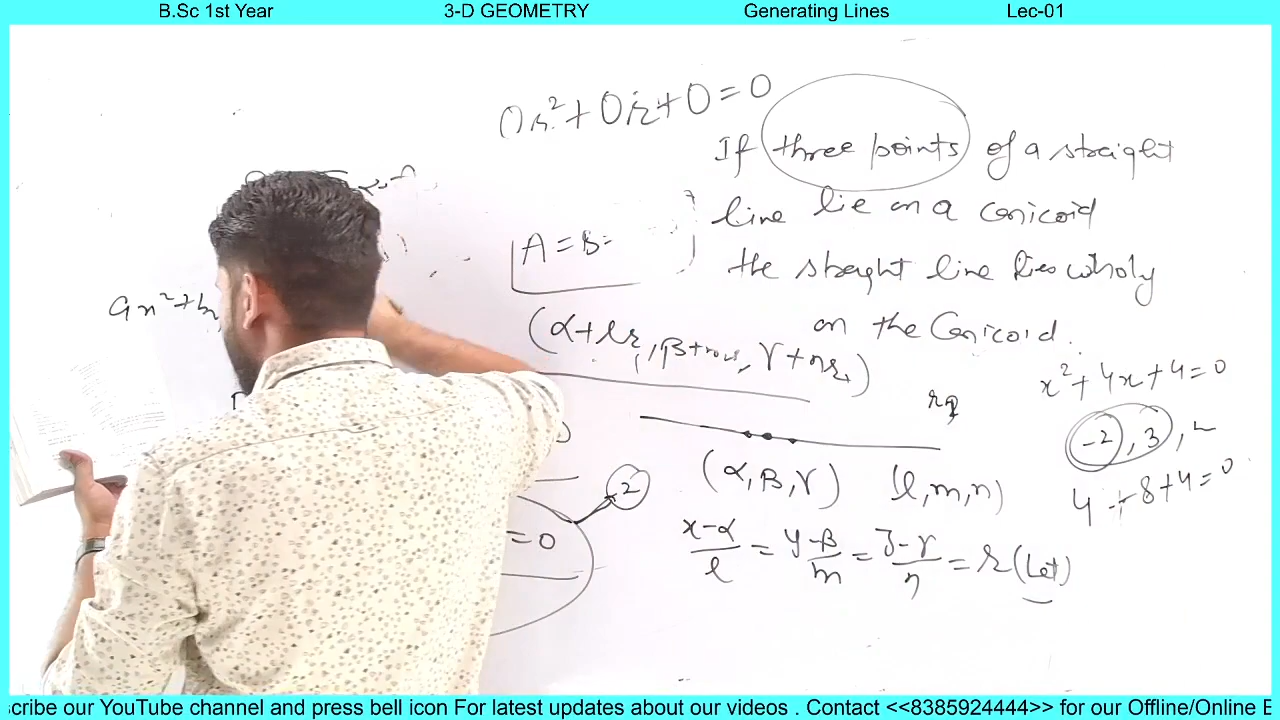 B.Sc 1st Year 3-D GEOMETRY Generating Lines Lec-01
0r²+0r+0=0
If three points of a straight
line lie on a Conicoid
the straight line lies wholy
on the Conicoid.
A=B=
(α+lr, β+mr, γ+nr)
x²+4x+4=0
-2, 3,
4-8+4=0
(α,β,γ) (l,m,n)
2
=0
x-α/l = y-β/m = z-γ/n = r (Let)
scribe our YouTube channel and press bell icon For latest updates about our videos . Contact <<8385924444>> for our Offline/Online E